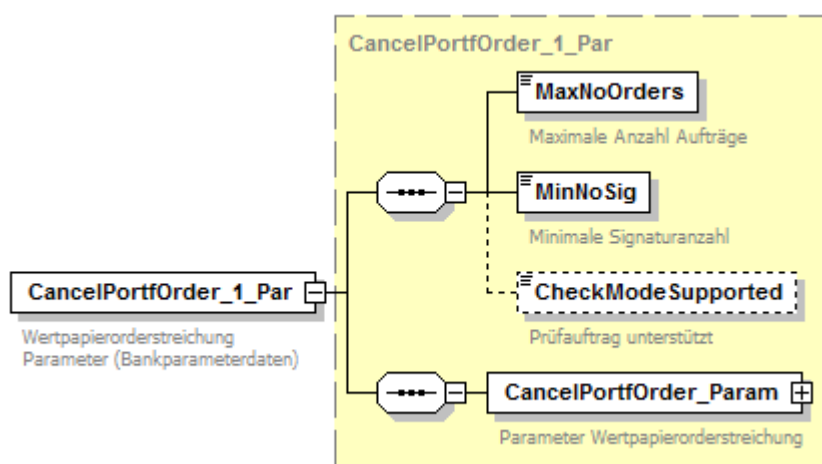 CancelPortfOrder_1_Par
MaxNoOrders
Maximale Anzahl Aufträge
MinNoSig
Minimale Signaturanzahl
CancelPortfOrder_1_Par
Wertpapierorderstreichung
Parameter (Bankparameterdaten)
CheckModeSupported
Prüfauftrag unterstützt
CancelPortfOrder_Param
Parameter Wertpapierorderstreichung